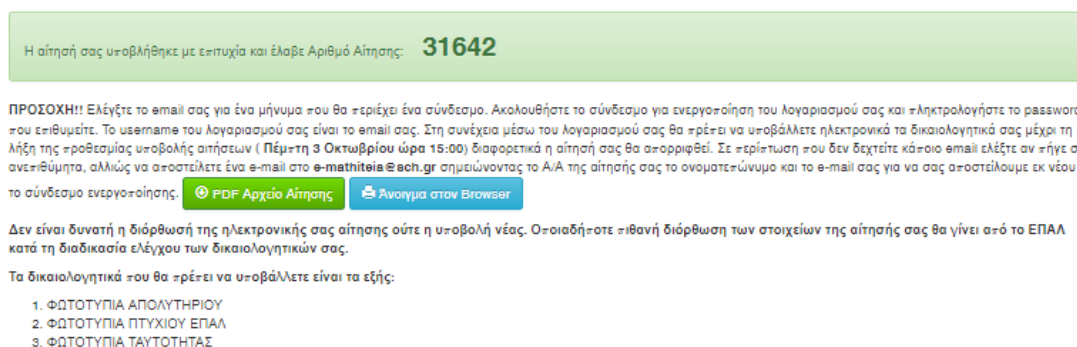 Η αίτησή σας υποβλήθηκε με επιτυχία και έλαβε Αριθμό Αίτησης: 31642
ΠΡΟΣΟΧΗ!! Ελέγξτε το email σας για ένα μήνυμα που θα περιέχει ένα σύνδεσμο. Ακολουθήστε το σύνδεσμο για ενεργοποίηση του λογαριασμού σας και πληκτρολογήστε το password
που επιθυμείτε. Το username του λογαριασμού σας είναι το email σας. Στη συνέχεια μέσω του λογαριασμού σας θα πρέπει να υποβάλλετε ηλεκτρονικά τα δικαιολογητικά σας μέχρι τη
λήξη της προθεσμίας υποβολής αιτήσεων ( Πέμπτη 3 Οκτωβρίου ώρα 15:00) διαφορετικά η αίτησή σας θα απορριφθεί. Σε περίπτωση που δεν δεχτείτε κάποιο email ελέξτε αν πήγε
ανεπιθύμητα, αλλιώς να αποστείλετε ένα e-mail στο e-mathiteia@sch.gr σημειώνοντας το Α/Α της αίτησής σας το ονοματεπώνυμο και το e-mail σας για να σας αποστείλουμε εκ νέου
το σύνδεσμο ενεργοποίησης. PDF Αρχείο Αίτησης Άνοιγμα στον Browser
Δεν είναι δυνατή η διόρθωσή της ηλεκτρονικής σας αίτησης ούτε η υποβολή νέας. Οποιαδήποτε πιθανή διόρθωση των στοιχείων της αίτησής σας θα γίνει από το ΕΠΑΛ
κατά τη διαδικασία ελέγχου των δικαιολογητικών σας.
Τα δικαιολογητικά που θα πρέπει να υποβάλλετε είναι τα εξής:
1. ΦΩΤΟΤΥΠΙΑ ΑΠΟΛΥΤΗΡΙΟΥ
2. ΦΩΤΟΤΥΠΙΑ ΠΤΥΧΙΟΥ ΕΠΑΛ
3. ΦΩΤΟΤΥΠΙΑ ΤΑΥΤΟΤΗΤΑΣ